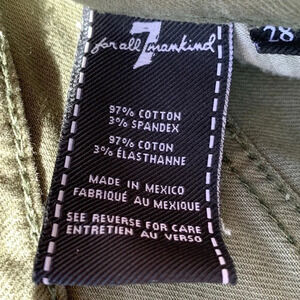 for all 7 mankind
28
97% COTTON
3% SPANDEX
97% COTON
3% ÉLASTHANNE
MADE IN MEXICO
FABRIQUÉ AU MEXIQUE
SEE REVERSE FOR CARE
ENTRETIEN AU VERSO